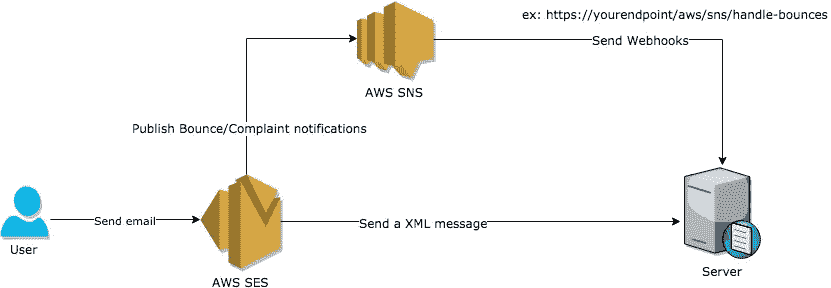 ex: https://yourendpoint/aws/sns/handle-bounces
Send Webhooks
AWS SNS
Publish Bounce/Complaint notifications
Send email
Send a XML message
User
AWS SES
Server